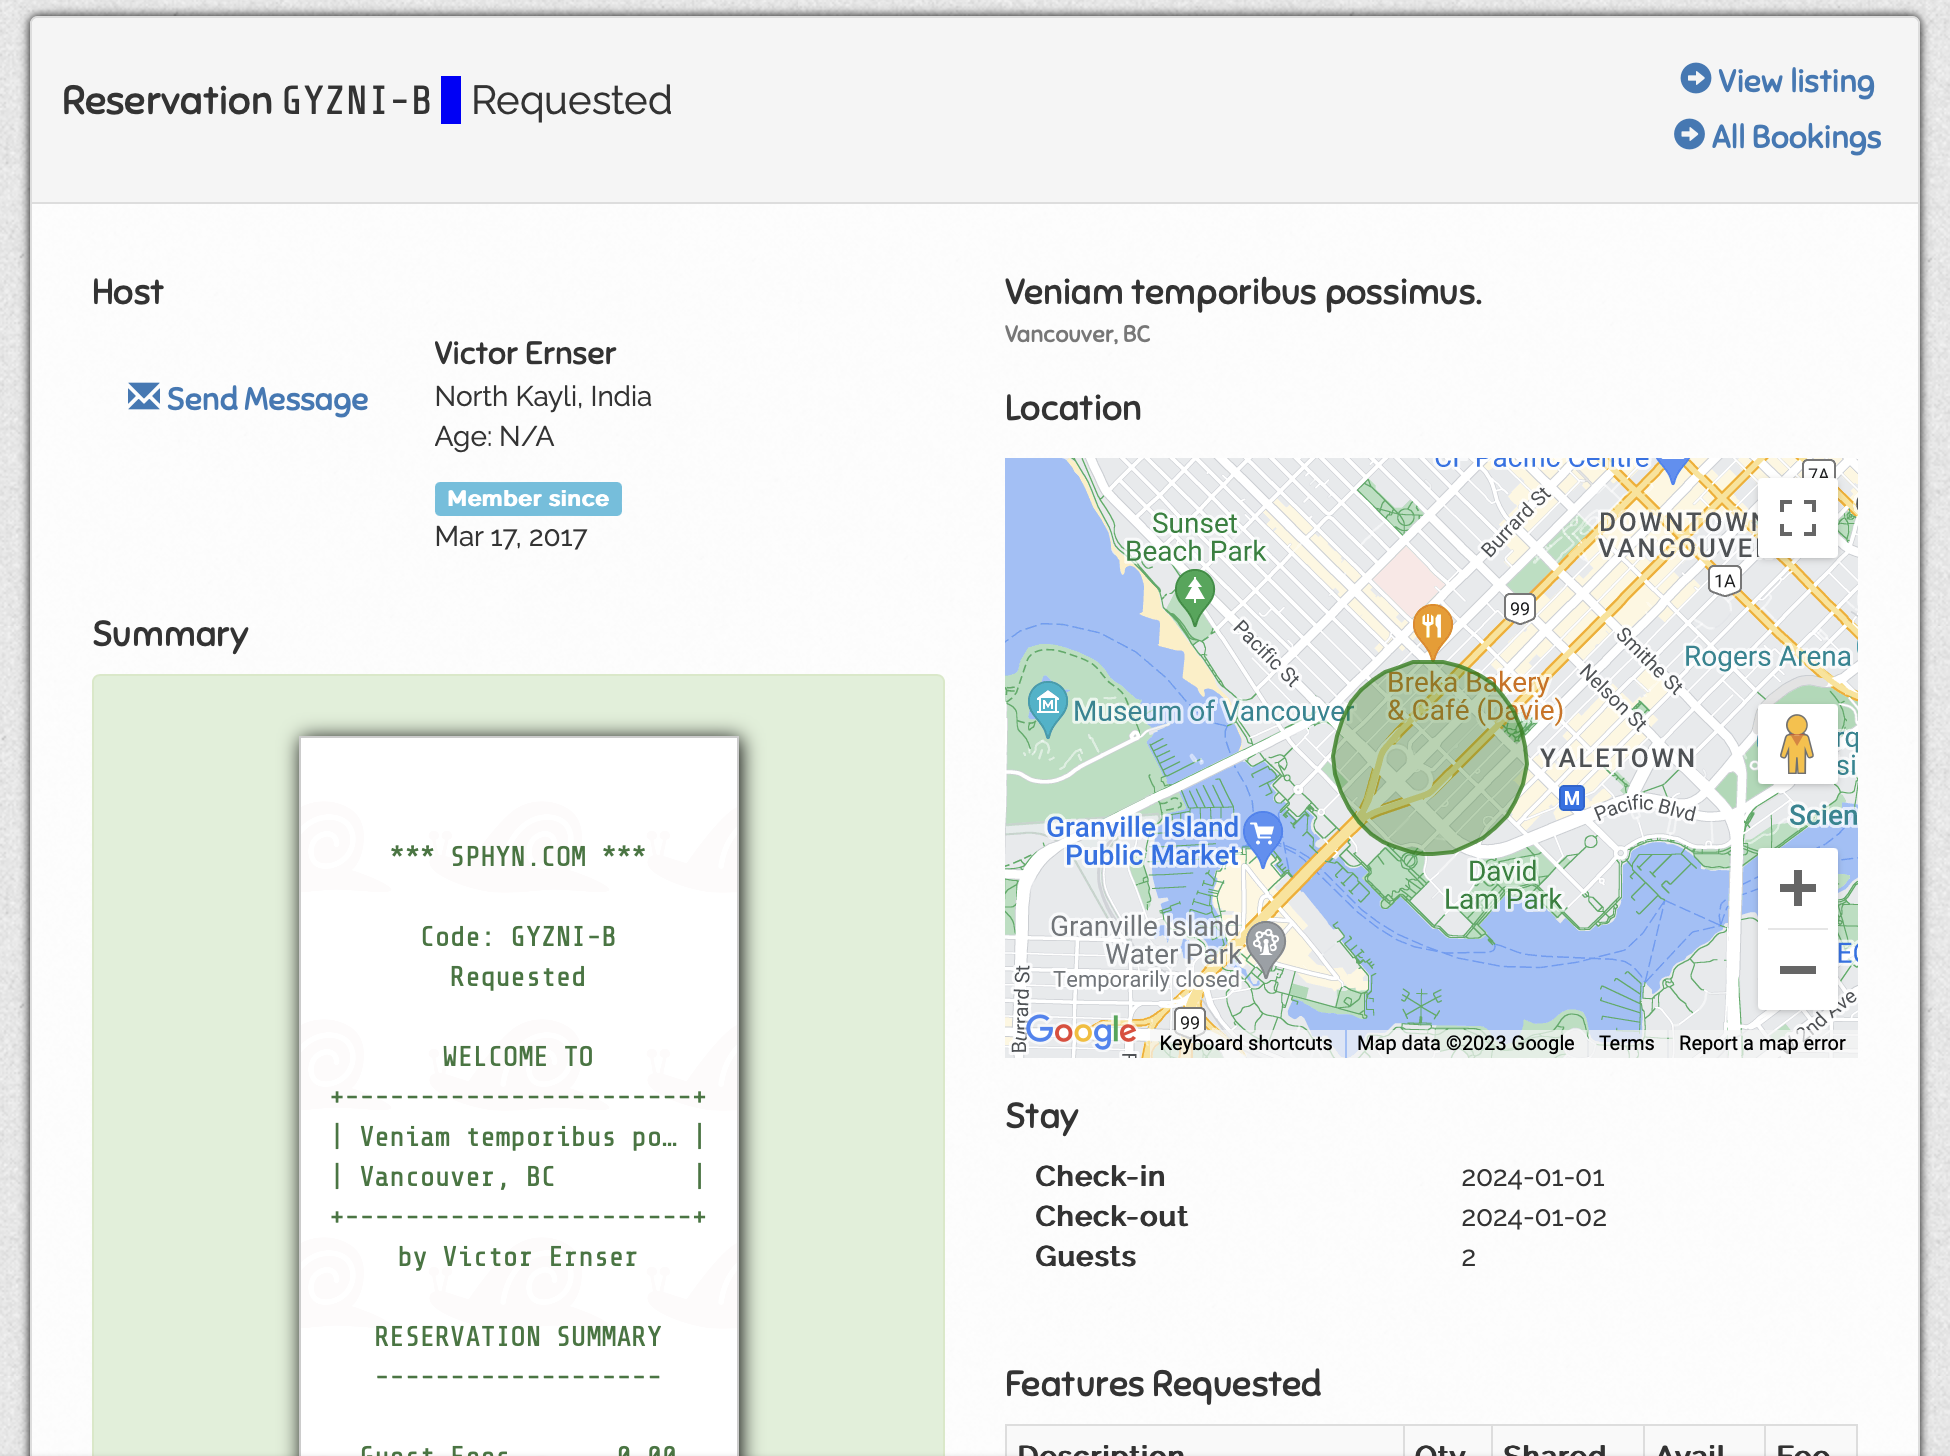 Reservation GYZNI-B Requested
View listing
All Bookings
Host
Victor Ernser
North Kayli, India
Age: N/A
Send Message
Member since
Mar 17, 2017
Summary
*** SPHYN.COM ***
Code: GYZNI-B
Requested
WELCOME TO
+-----------------------+
| Veniam temporibus po… |
| Vancouver, BC |
+-----------------------+
by Victor Ernser
RESERVATION SUMMARY
-------------------
Guest Fees 0.00
Veniam temporibus possimus.
Vancouver, BC
Location
CF Pacific Centre
7A
Burrard St
DOWNTOWN
VANCOUVER
1A
Sunset
Beach Park
99
Pacific St
Smithe St
Rogers Arena
Nelson St
Breka Bakery
& Café (Davie)
Museum of Vancouver
YALETOWN
M
Pacific Blvd
Scien
Granville Island
Public Market
David
Lam Park
Granville Island
Water Park
Temporarily closed
Burrard St
99
2nd Ave
Google
Keyboard shortcuts
Map data ©2023 Google
Terms
Report a map error
Stay
Check-in 2024-01-01
Check-out 2024-01-02
Guests 2
Features Requested
Description Qty Shared Avail Fee